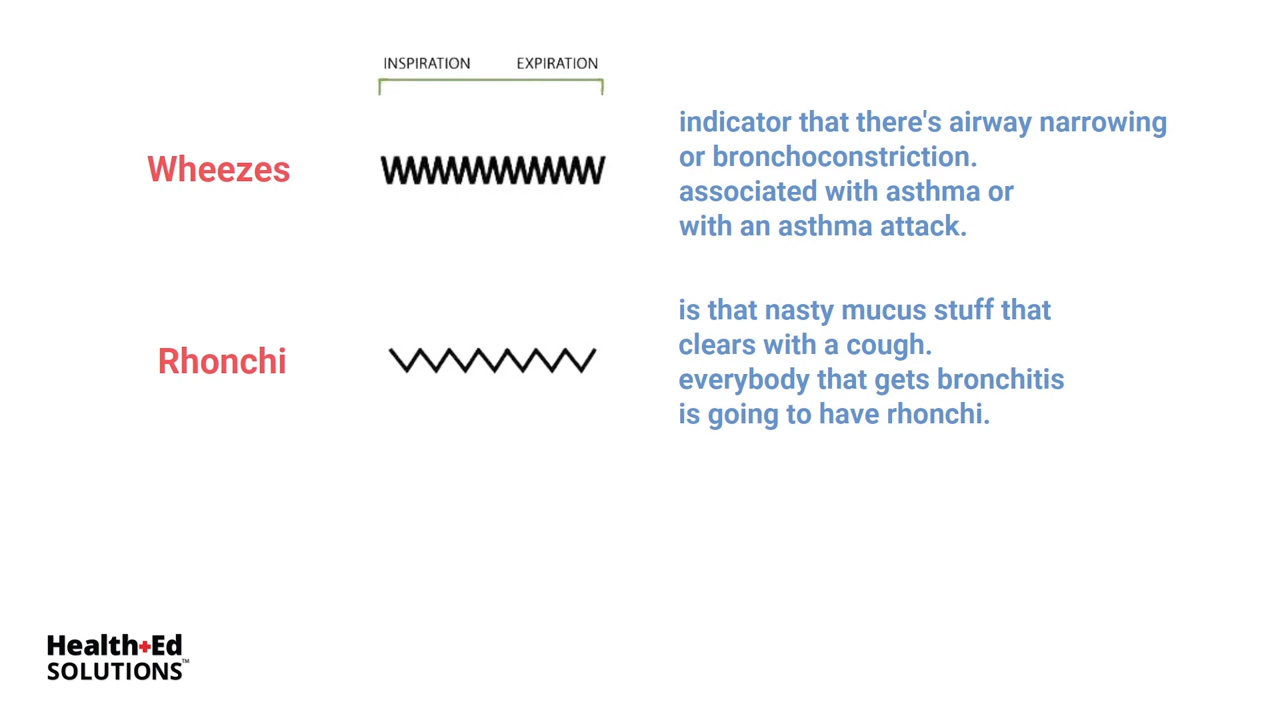 INSPIRATION EXPIRATION
Wheezes
indicator that there's airway narrowing
or bronchoconstriction.
associated with asthma or
with an asthma attack.
Rhonchi
is that nasty mucus stuff that
clears with a cough.
everybody that gets bronchitis
is going to have rhonchi.
Health+Ed
SOLUTIONS™